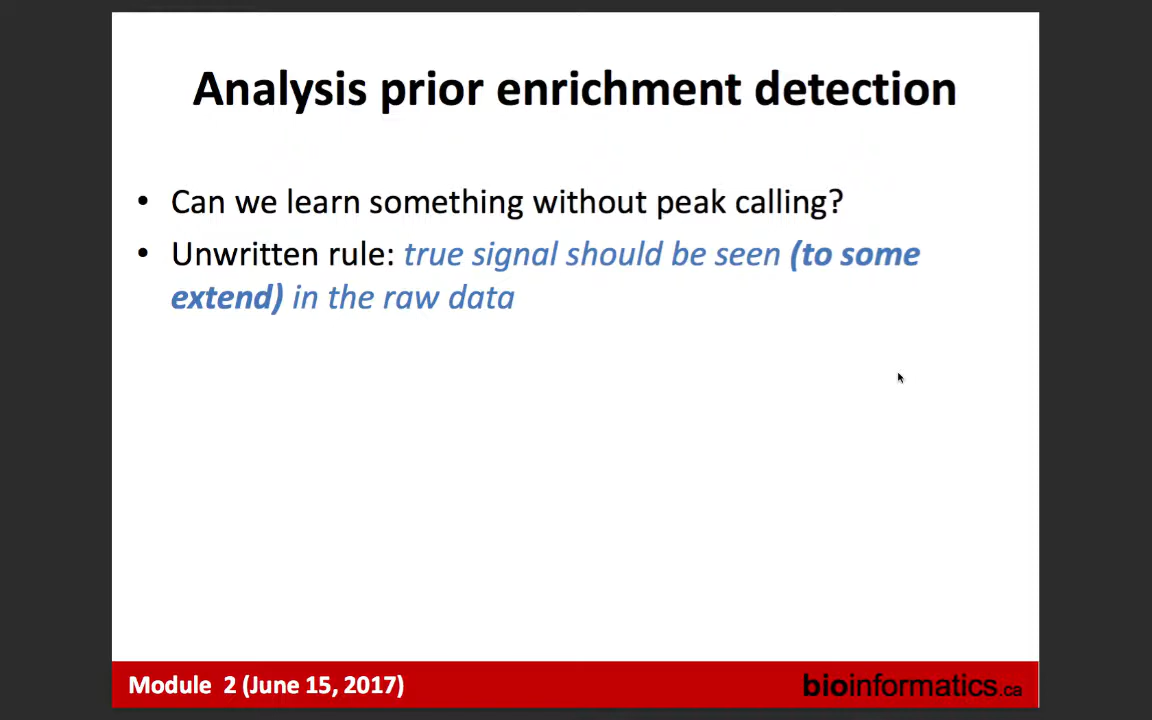 Analysis prior enrichment detection
• Can we learn something without peak calling?
• Unwritten rule: true signal should be seen (to some
extend) in the raw data
Module 2 (June 15, 2017)
bioinformatics.ca